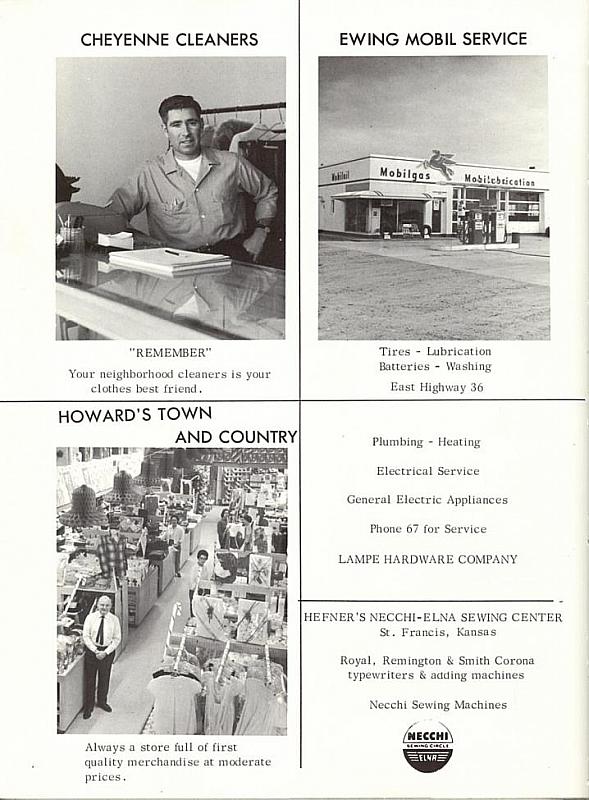 CHEYENNE CLEANERS
"REMEMBER"
Your neighborhood cleaners is your
clothes best friend.
EWING MOBIL SERVICE
Mobiloil
Mobilgas
Mobilubrication
Tires - Lubrication
Batteries - Washing
East Highway 36
HOWARD'S TOWN
AND COUNTRY
Always a store full of first
quality merchandise at moderate
prices.
Plumbing - Heating
Electrical Service
General Electric Appliances
Phone 67 for Service
LAMPE HARDWARE COMPANY
HEFNER'S NECCHI-ELNA SEWING CENTER
St. Francis, Kansas
Royal, Remington & Smith Corona
typewriters & adding machines
Necchi Sewing Machines
NECCHI
SEWING CIRCLE
ELNA